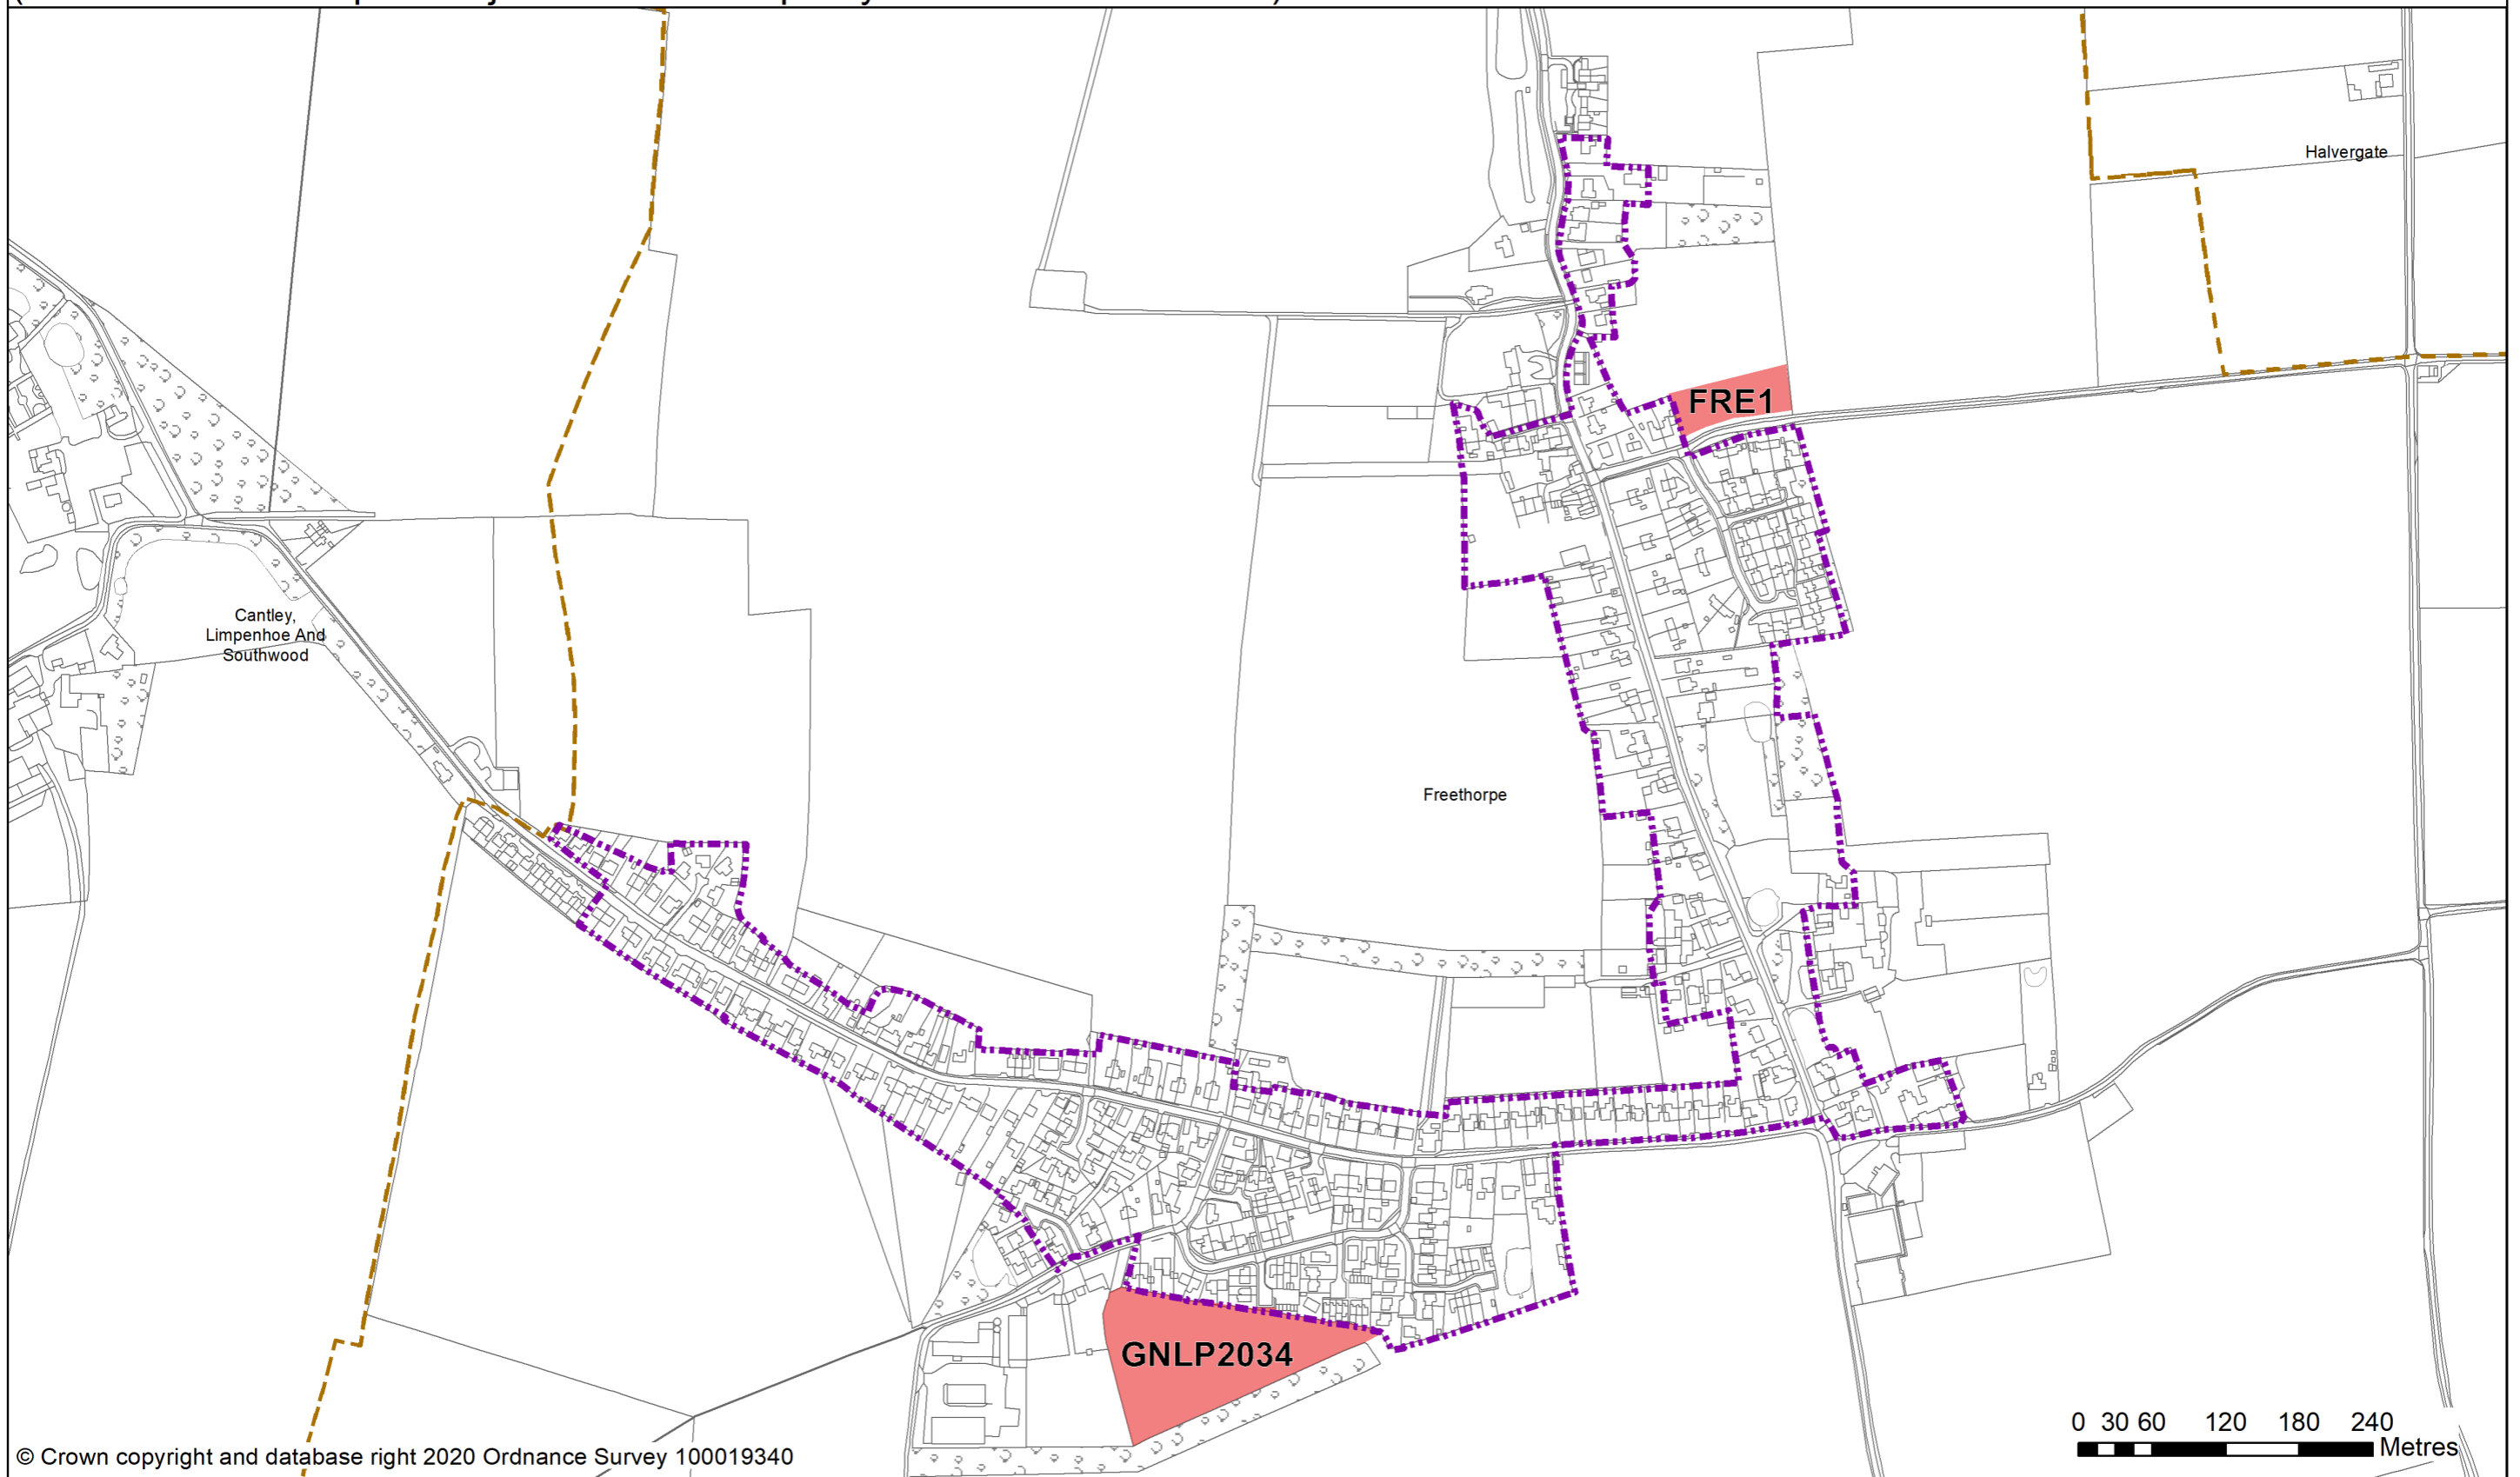 Halvergate
FRE1
Cantley,
Limpenhoe And
Southwood
Freethorpe
GNLP2034
0 30 60 120 180 240
Metres
© Crown copyright and database right 2020 Ordnance Survey 100019340